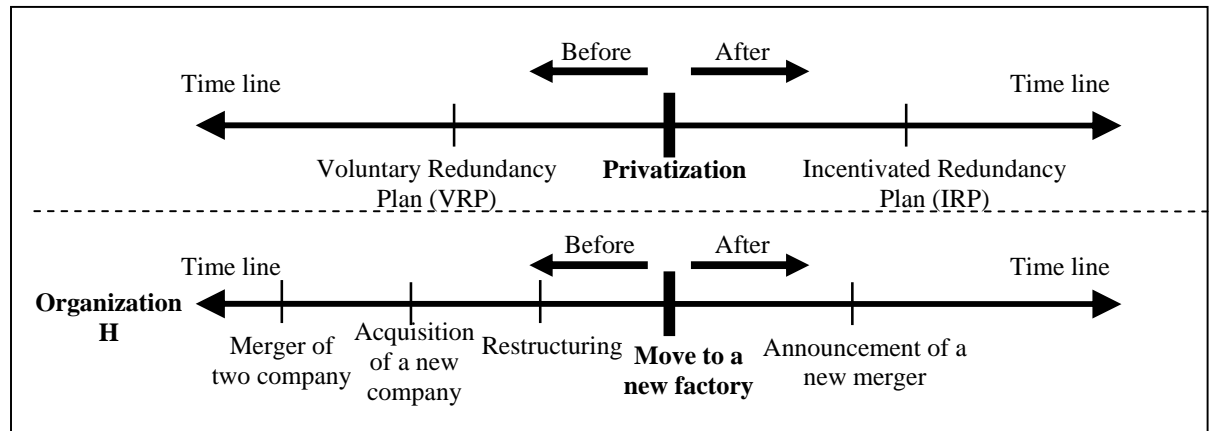 Before
After
Time line
Time line
Voluntary Redundancy
Plan (VRP)
Privatization
Incentivated Redundancy
Plan (IRP)
Before
After
Time line
Time line
Organization
H
Merger of
two company
Acquisition
of a new
company
Restructuring
Move to a
new factory
Announcement of a
new merger